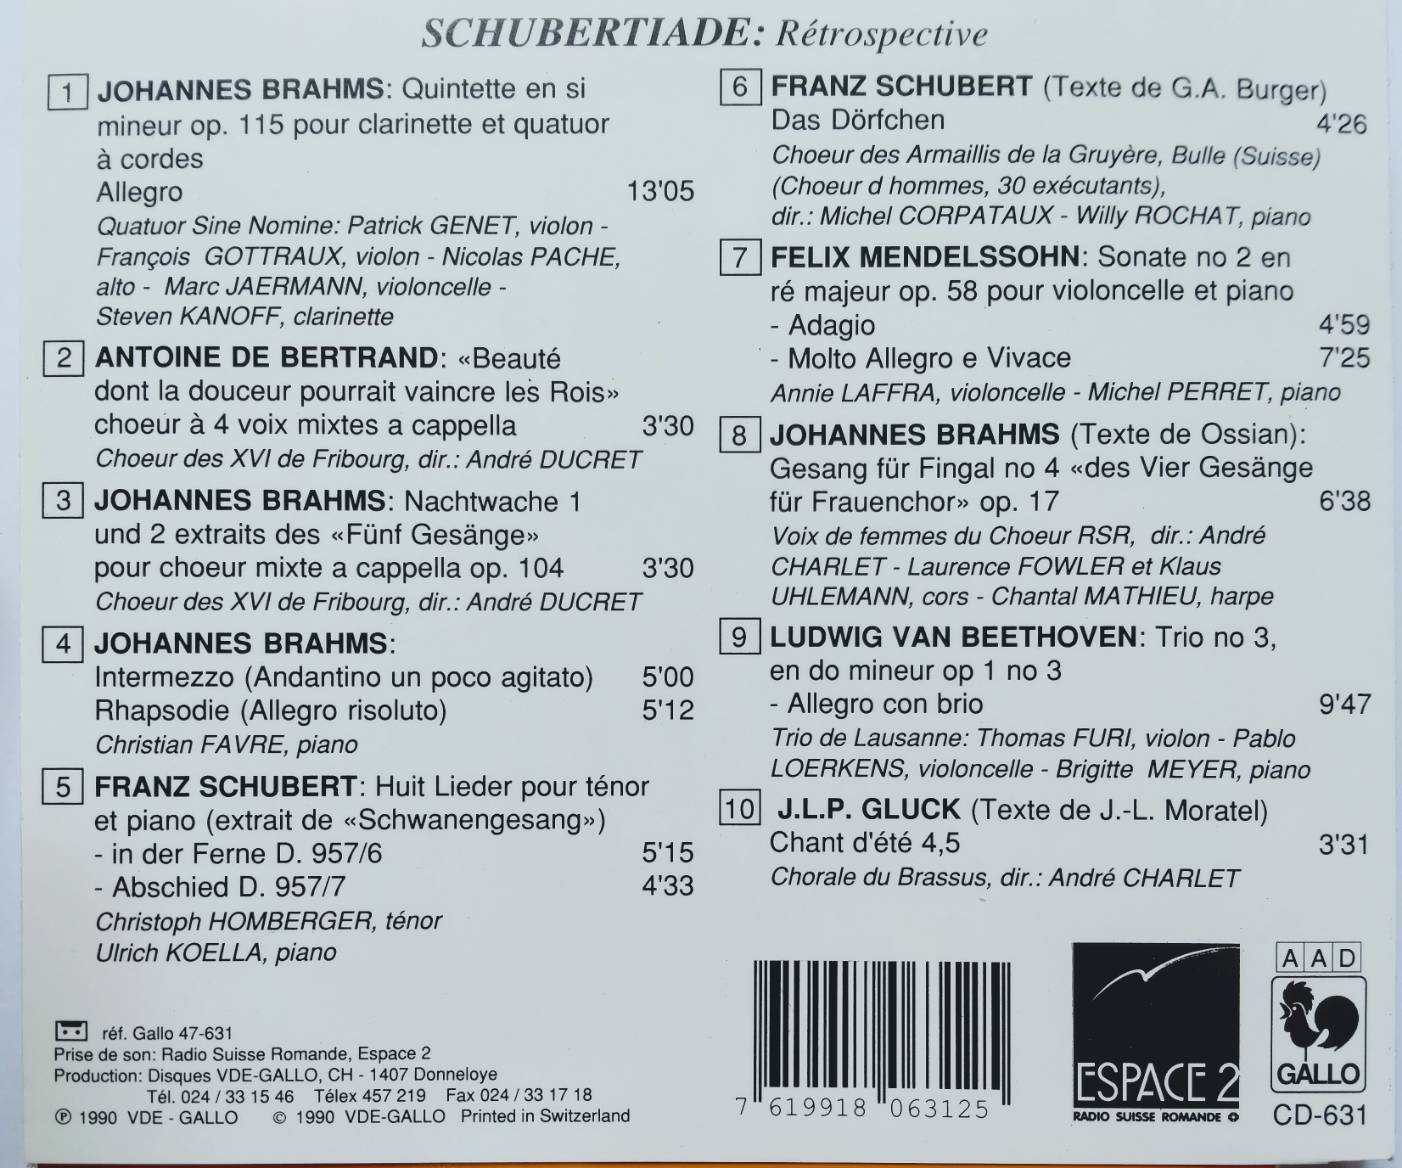 SCHUBERTIADE: Rétrospective
1 JOHANNES BRAHMS: Quintette en si
mineur op. 115 pour clarinette et quatuor
à cordes
Allegro 13'05
Quatuor Sine Nomine: Patrick GENET, violon -
François GOTTRAUX, violon - Nicolas PACHE,
alto - Marc JAERMANN, violoncelle -
Steven KANOFF, clarinette
2 ANTOINE DE BERTRAND: «Beauté
dont la douceur pourrait vaincre les Rois»
choeur à 4 voix mixtes a cappella 3'30
Choeur des XVI de Fribourg, dir.: André DUCRET
3 JOHANNES BRAHMS: Nachtwache 1
und 2 extraits des «Fünf Gesänge»
pour choeur mixte a cappella op. 104 3'30
Choeur des XVI de Fribourg, dir.: André DUCRET
4 JOHANNES BRAHMS:
Intermezzo (Andantino un poco agitato) 5'00
Rhapsodie (Allegro risoluto) 5'12
Christian FAVRE, piano
5 FRANZ SCHUBERT: Huit Lieder pour ténor
et piano (extrait de «Schwanengesang»)
- in der Ferne D. 957/6 5'15
- Abschied D. 957/7 4'33
Christoph HOMBERGER, ténor
Ulrich KOELLA, piano
6 FRANZ SCHUBERT (Texte de G.A. Burger)
Das Dörfchen 4'26
Choeur des Armaillis de la Gruyère, Bulle (Suisse)
(Choeur d hommes, 30 exécutants),
dir.: Michel CORPATAUX - Willy ROCHAT, piano
7 FELIX MENDELSSOHN: Sonate no 2 en
ré majeur op. 58 pour violoncelle et piano
- Adagio 4'59
- Molto Allegro e Vivace 7'25
Annie LAFFRA, violoncelle - Michel PERRET, piano
8 JOHANNES BRAHMS (Texte de Ossian):
Gesang für Fingal no 4 «des Vier Gesänge
für Frauenchor» op. 17 6'38
Voix de femmes du Choeur RSR, dir.: André
CHARLET - Laurence FOWLER et Klaus
UHLEMANN, cors - Chantal MATHIEU, harpe
9 LUDWIG VAN BEETHOVEN: Trio no 3,
en do mineur op 1 no 3
- Allegro con brio 9'47
Trio de Lausanne: Thomas FURI, violon - Pablo
LOERKENS, violoncelle - Brigitte MEYER, piano
10 J.L.P. GLUCK (Texte de J.-L. Moratel)
Chant d'été 4,5 3'31
Chorale du Brassus, dir.: André CHARLET
réf. Gallo 47-631
Prise de son: Radio Suisse Romande, Espace 2
Production: Disques VDE-GALLO, CH - 1407 Donneloye
Tél. 024 / 33 15 46 Télex 457 219 Fax 024 / 33 17 18
℗ 1990 VDE - GALLO © 1990 VDE-GALLO Printed in Switzerland
7 619918 063125
ESPACE 2
RADIO SUISSE ROMANDE
AAD
GALLO
CD-631